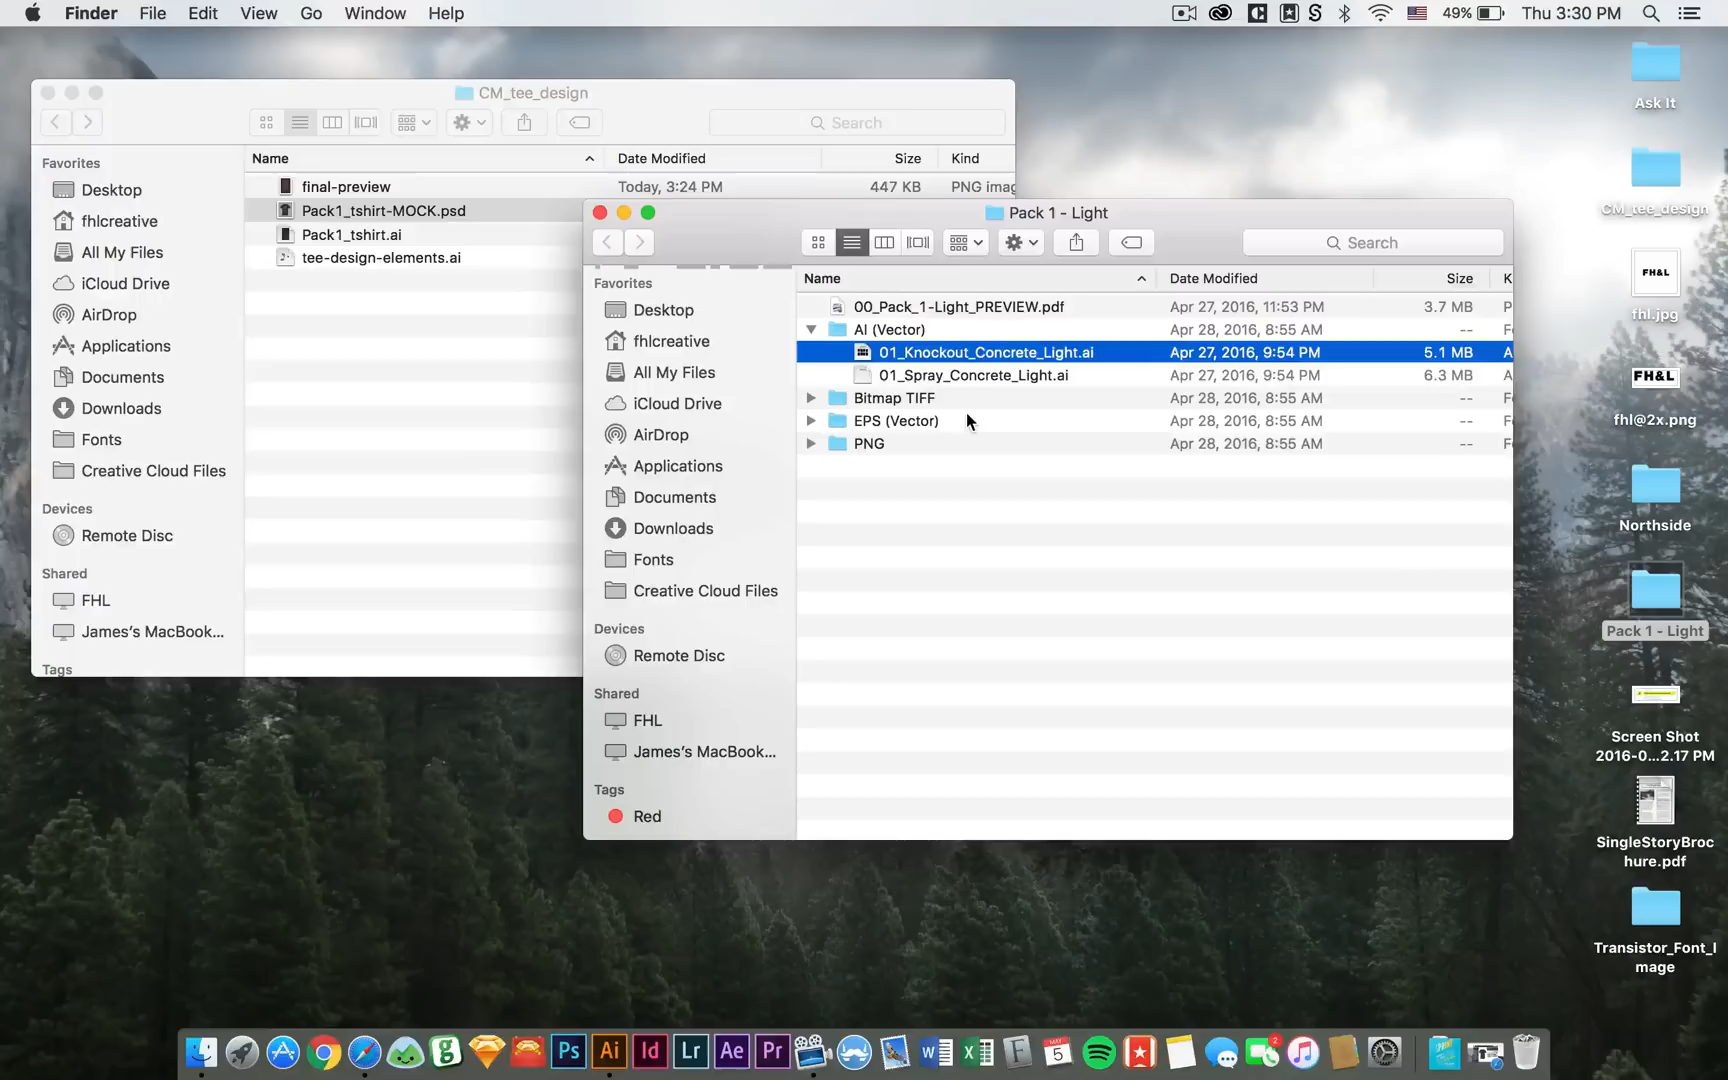 Finder File Edit View Go Window Help
S 49% Thu 3:30 PM
CM_tee_design
Search
Favorites
Desktop
fhlcreative
All My Files
iCloud Drive
AirDrop
Applications
Documents
Downloads
Fonts
Creative Cloud Files
Devices
Remote Disc
Shared
FHL
James’s MacBook...
Tags
Name Date Modified Size Kind
final-preview Today, 3:24 PM 447 KB PNG imag
Pack1_tshirt-MOCK.psd
Pack1_tshirt.ai
tee-design-elements.ai
Pack 1 - Light
Search
Favorites
Desktop
fhlcreative
All My Files
iCloud Drive
AirDrop
Applications
Documents
Downloads
Fonts
Creative Cloud Files
Devices
Remote Disc
Shared
FHL
James’s MacBook...
Tags
Red
Name Date Modified Size K
00_Pack_1-Light_PREVIEW.pdf Apr 27, 2016, 11:53 PM 3.7 MB P
AI (Vector) Apr 28, 2016, 8:55 AM -- F
01_Knockout_Concrete_Light.ai Apr 27, 2016, 9:54 PM 5.1 MB A
01_Spray_Concrete_Light.ai Apr 27, 2016, 9:54 PM 6.3 MB A
Bitmap TIFF Apr 28, 2016, 8:55 AM -- F
EPS (Vector) Apr 28, 2016, 8:55 AM -- F
PNG Apr 28, 2016, 8:55 AM -- F
Ask It
CM_tee_design
FH&L
fhl.jpg
FH&L
fhl@2x.png
Northside
Pack 1 - Light
Screen Shot
2016-0...2.17 PM
SingleStoryBroc
hure.pdf
Transistor_Font_I
mage
Ps Ai Id Lr Ae Pr W X F MAY 5 2